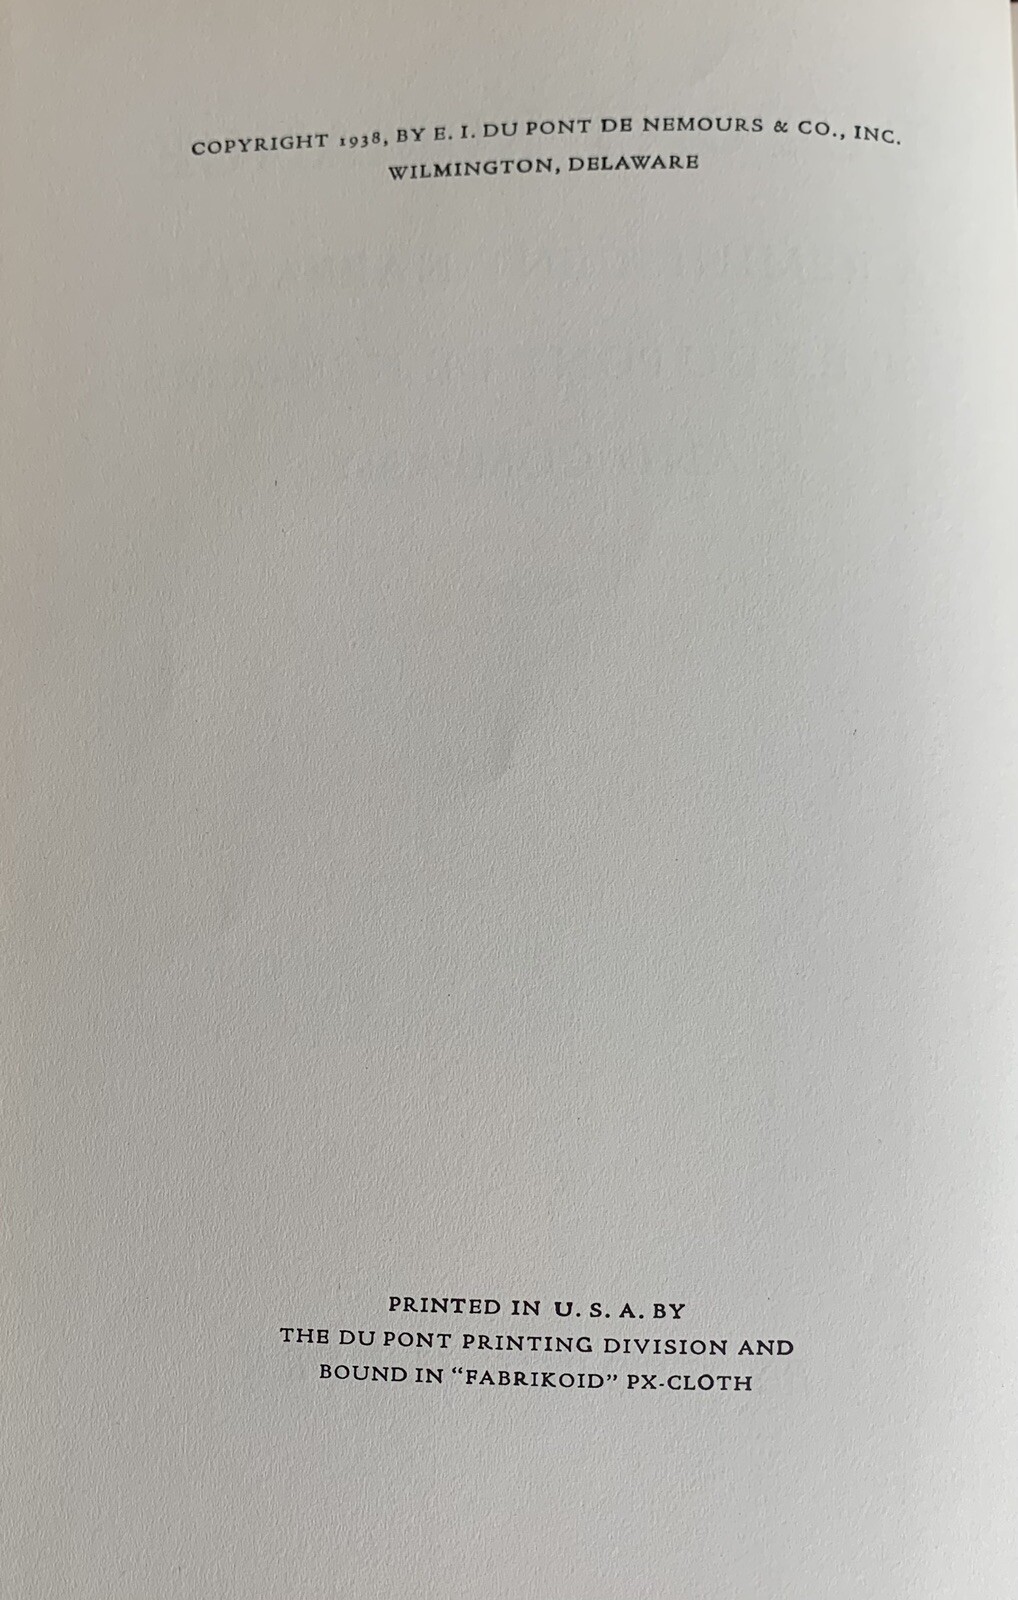 COPYRIGHT 1938, BY E. I. DU PONT DE NEMOURS & CO., INC.
WILMINGTON, DELAWARE
PRINTED IN U. S. A. BY
THE DU PONT PRINTING DIVISION AND
BOUND IN “FABRIKOID” PX-CLOTH